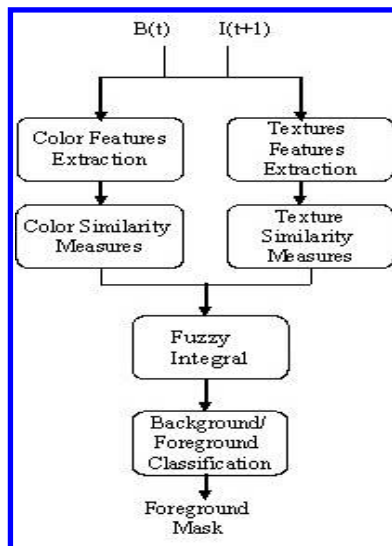 B(t) I(t+1)
Color Features
Extraction
Textures
Features
Extraction
Color Similarity
Measures
Texture
Similarity
Measures
Fuzzy
Integral
Background/
Foreground
Classification
Foreground
Mask